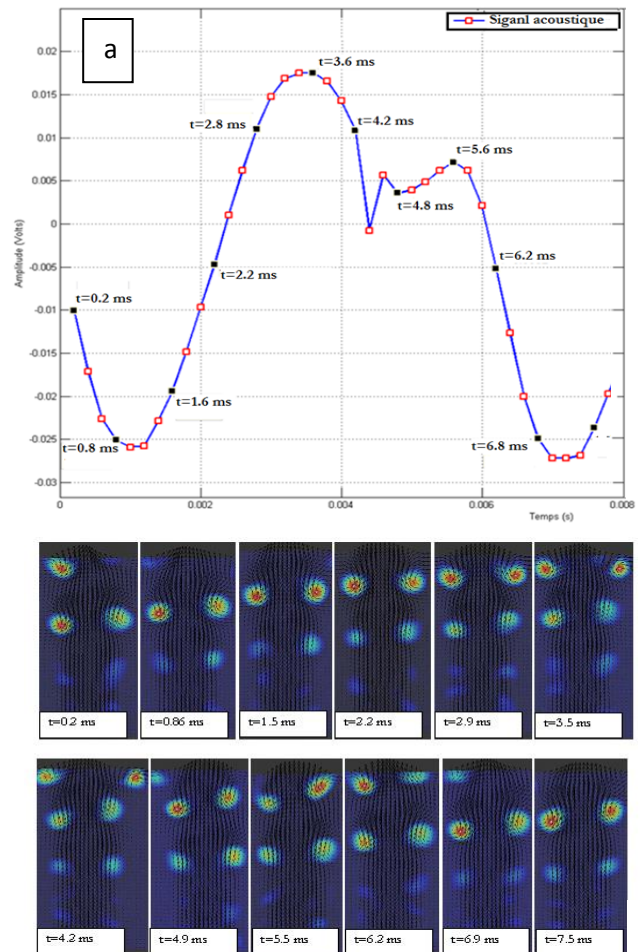 Siganl acoustique
a
0.02
0.015
0.01
0.005
0
-0.005
-0.01
-0.015
-0.02
-0.025
-0.03
Amplitude (Volts)
t=3.6 ms
t=2.8 ms
t=4.2 ms
t=5.6 ms
t=4.8 ms
t=2.2 ms
t=6.2 ms
t=0.2 ms
t=1.6 ms
t=0.8 ms
t=6.8 ms
0
0.002
0.004
0.006
0.008
Temps (s)
t=0.2 ms
t=0.86 ms
t=1.5 ms
t=2.2 ms
t=2.9 ms
t=3.5 ms
t=4.2 ms
t=4.9 ms
t=5.5 ms
t=6.2 ms
t=6.9 ms
t=7.5 ms